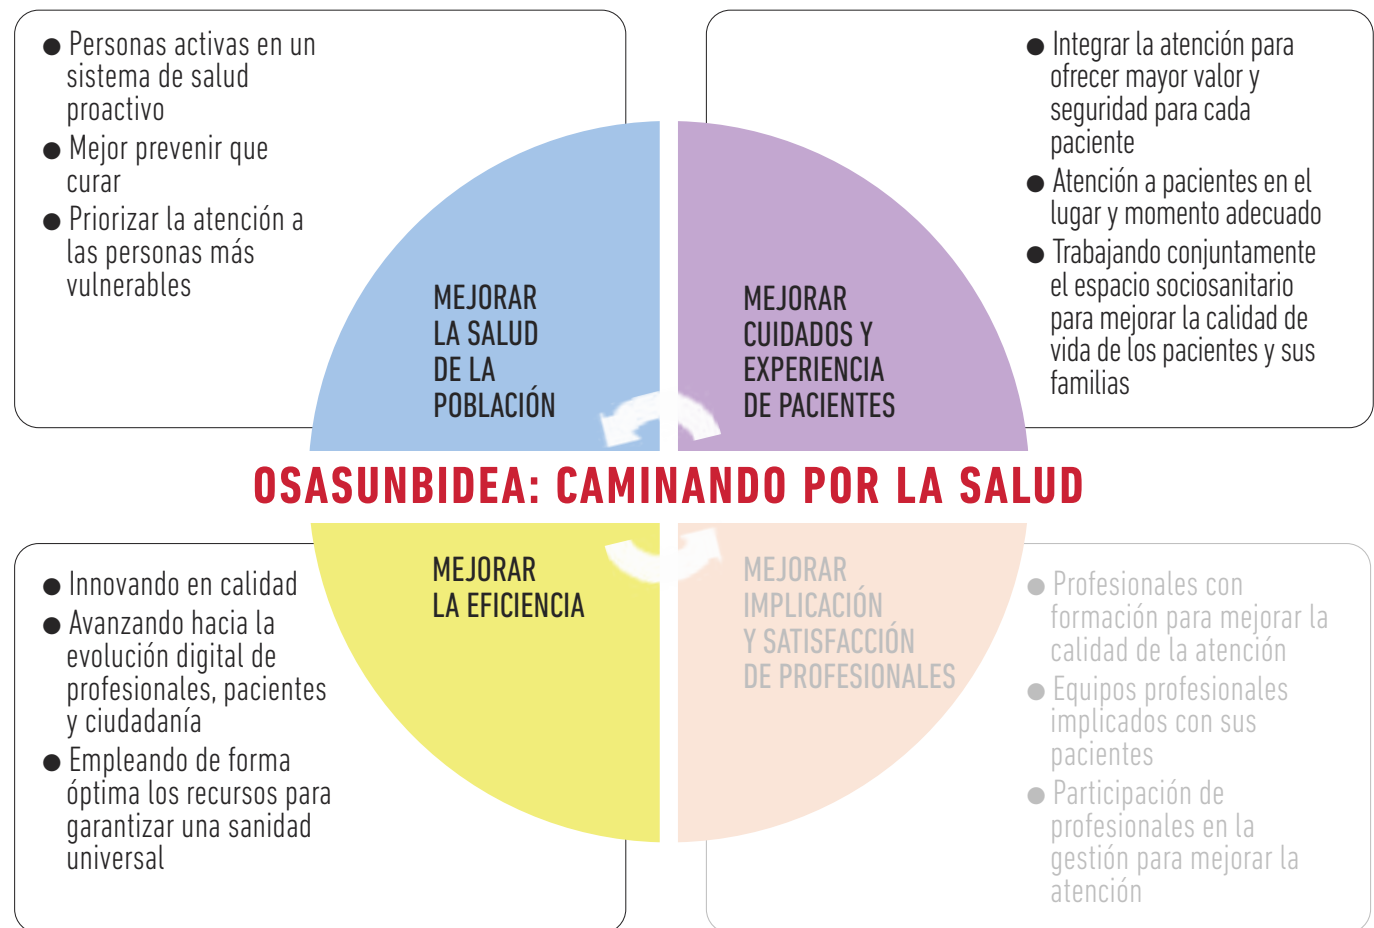 ● Personas activas en un
sistema de salud
proactivo
● Mejor prevenir que
curar
● Priorizar la atención a
las personas más
vulnerables
MEJORAR
LA SALUD
DE LA
POBLACIÓN
MEJORAR
CUIDADOS Y
EXPERIENCIA
DE PACIENTES
● Integrar la atención para
ofrecer mayor valor y
seguridad para cada
paciente
● Atención a pacientes en el
lugar y momento adecuado
● Trabajando conjuntamente
el espacio sociosanitario
para mejorar la calidad de
vida de los pacientes y sus
familias
OSASUNBIDEA: CAMINANDO POR LA SALUD
● Innovando en calidad
● Avanzando hacia la
evolución digital de
profesionales, pacientes
y ciudadanía
● Empleando de forma
óptima los recursos para
garantizar una sanidad
universal
MEJORAR
LA EFICIENCIA
MEJORAR
IMPLICACIÓN
Y SATISFACCIÓN
DE PROFESIONALES
● Profesionales con
formación para mejorar la
calidad de la atención
● Equipos profesionales
implicados con sus
pacientes
● Participación de
profesionales en la
gestión para mejorar la
atención